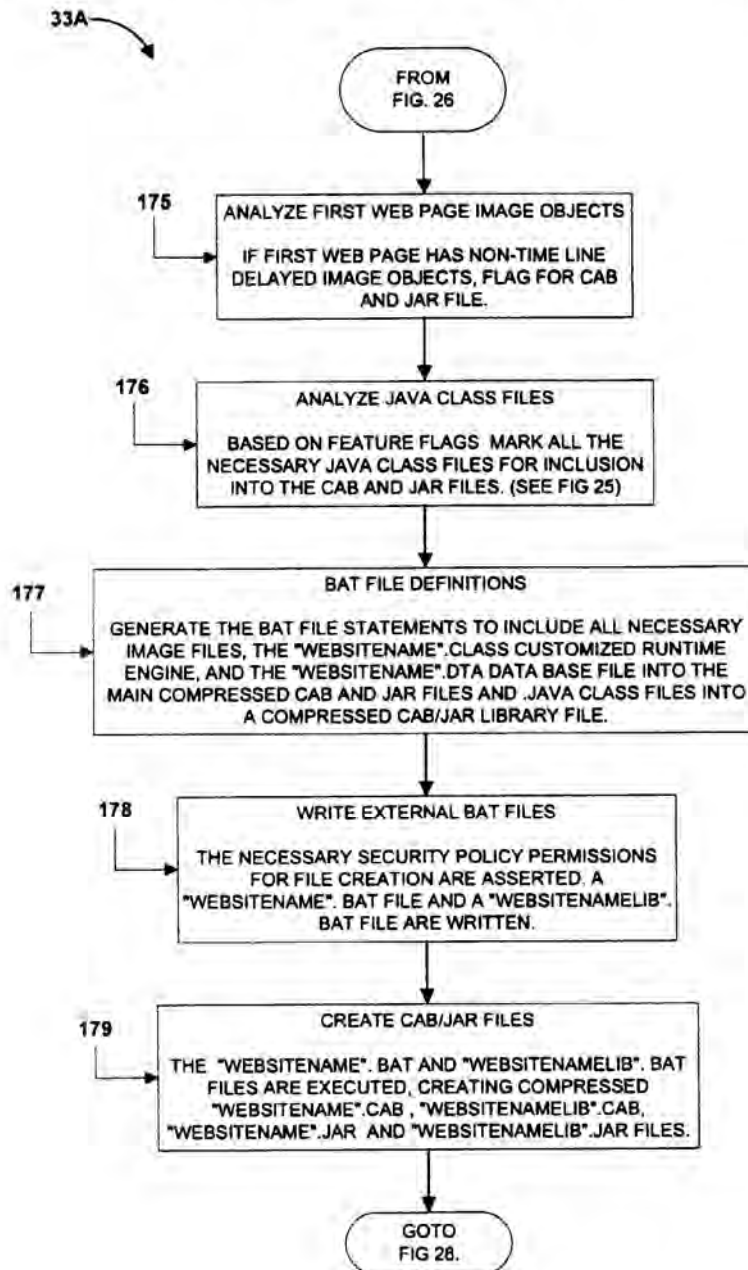 33A
FROM
FIG. 26
175
ANALYZE FIRST WEB PAGE IMAGE OBJECTS
IF FIRST WEB PAGE HAS NON-TIME LINE
DELAYED IMAGE OBJECTS, FLAG FOR CAB
AND JAR FILE.
176
ANALYZE JAVA CLASS FILES
BASED ON FEATURE FLAGS MARK ALL THE
NECESSARY JAVA CLASS FILES FOR INCLUSION
INTO THE CAB AND JAR FILES. (SEE FIG 25)
177
BAT FILE DEFINITIONS
GENERATE THE BAT FILE STATEMENTS TO INCLUDE ALL NECESSARY
IMAGE FILES, THE "WEBSITENAME".CLASS CUSTOMIZED RUNTIME
ENGINE, AND THE "WEBSITENAME".DTA DATA BASE FILE INTO THE
MAIN COMPRESSED CAB AND JAR FILES AND .JAVA CLASS FILES INTO
A COMPRESSED CAB/JAR LIBRARY FILE.
178
WRITE EXTERNAL BAT FILES
THE NECESSARY SECURITY POLICY PERMISSIONS
FOR FILE CREATION ARE ASSERTED. A
"WEBSITENAME". BAT FILE AND A "WEBSITENAMELIB".
BAT FILE ARE WRITTEN.
179
CREATE CAB/JAR FILES
THE "WEBSITENAME". BAT AND "WEBSITENAMELIB". BAT
FILES ARE EXECUTED, CREATING COMPRESSED
"WEBSITENAME".CAB , "WEBSITENAMELIB".CAB,
"WEBSITENAME".JAR AND "WEBSITENAMELIB".JAR FILES.
GOTO
FIG 28.